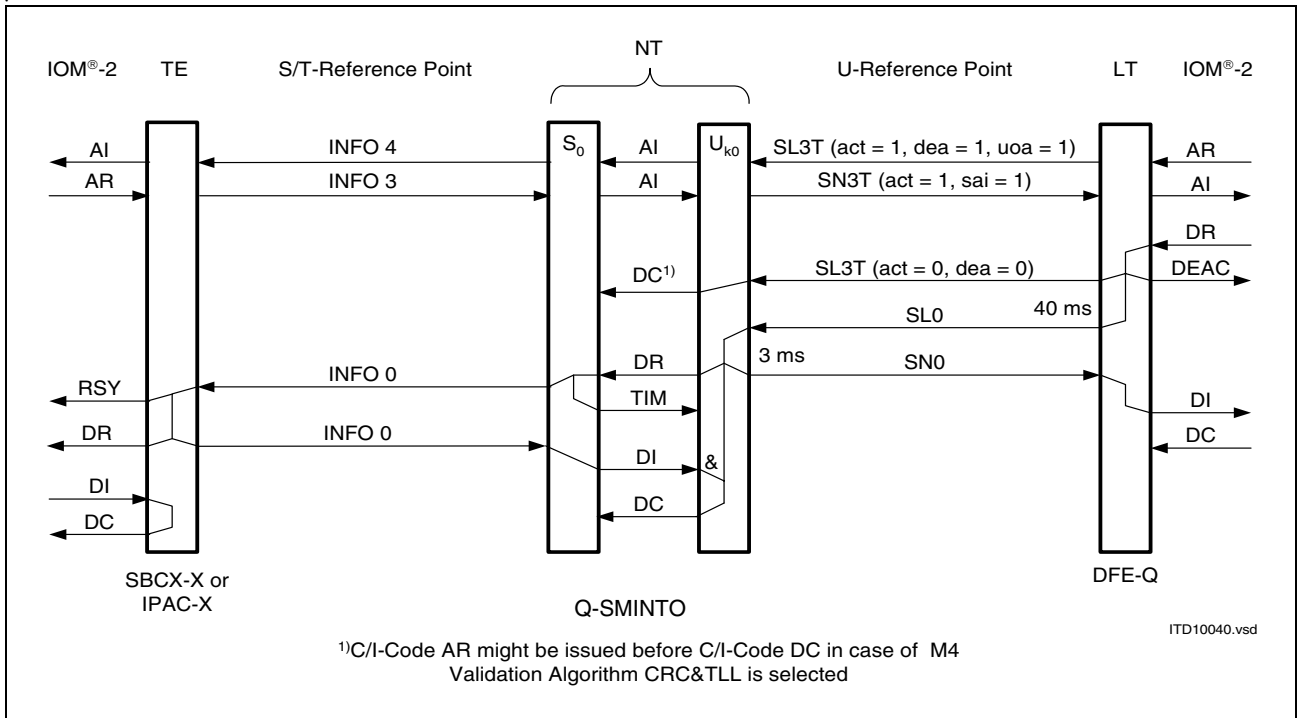 NT
IOM®-2 TE S/T-Reference Point U-Reference Point LT IOM®-2
S0 Uk0
AI INFO 4 AI SL3T (act = 1, dea = 1, uoa = 1) AR
AR INFO 3 AI SN3T (act = 1, sai = 1) AI
DR
DC1) SL3T (act = 0, dea = 0) DEAC
SL0 40 ms
RSY INFO 0 DR 3 ms SN0
TIM DI
DR INFO 0 DI & DC
DI
DC DC
SBCX-X or
IPAC-X
Q-SMINTO
DFE-Q
ITD10040.vsd
1)C/I-Code AR might be issued before C/I-Code DC in case of M4
Validation Algorithm CRC&TLL is selected